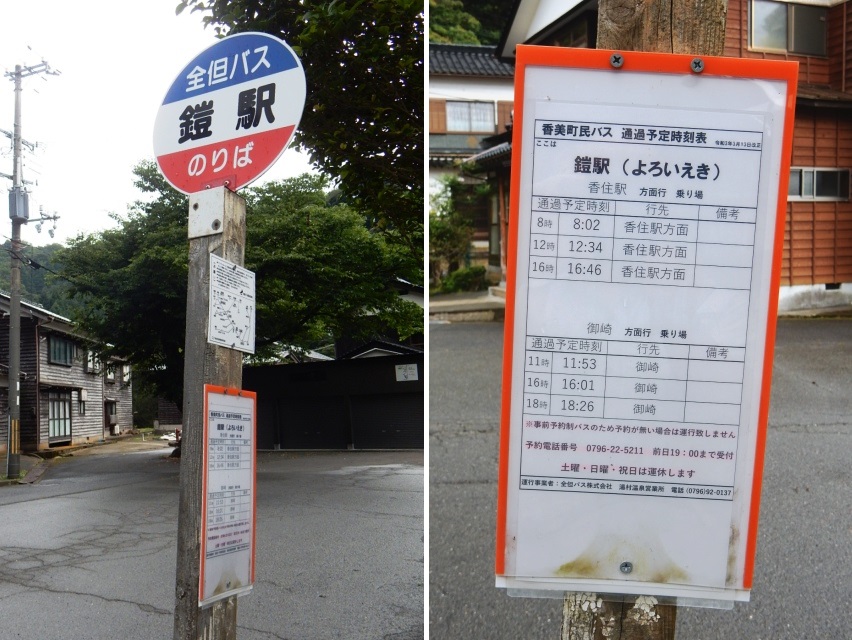 全但バス
鎧駅
のりば
香美町民バス 通過予定時刻表
ここは
鎧駅（よろいえき）
香住駅 方面行 乗り場
通過予定時刻 行先 備考
8時 8:02 香住駅方面
12時 12:34 香住駅方面
16時 16:46 香住駅方面
御崎 方面行 乗り場
通過予定時刻 行先 備考
11時 11:53 御崎
16時 16:01 御崎
18時 18:26 御崎
※事前予約制バスのため予約が無い場合は運行致しません
予約電話番号 0796-22-5211 前日19：00まで受付
土曜・日曜・祝日は運休します
運行事業者：全但バス株式会社 湯村温泉営業所 電話 (0796)92-0137